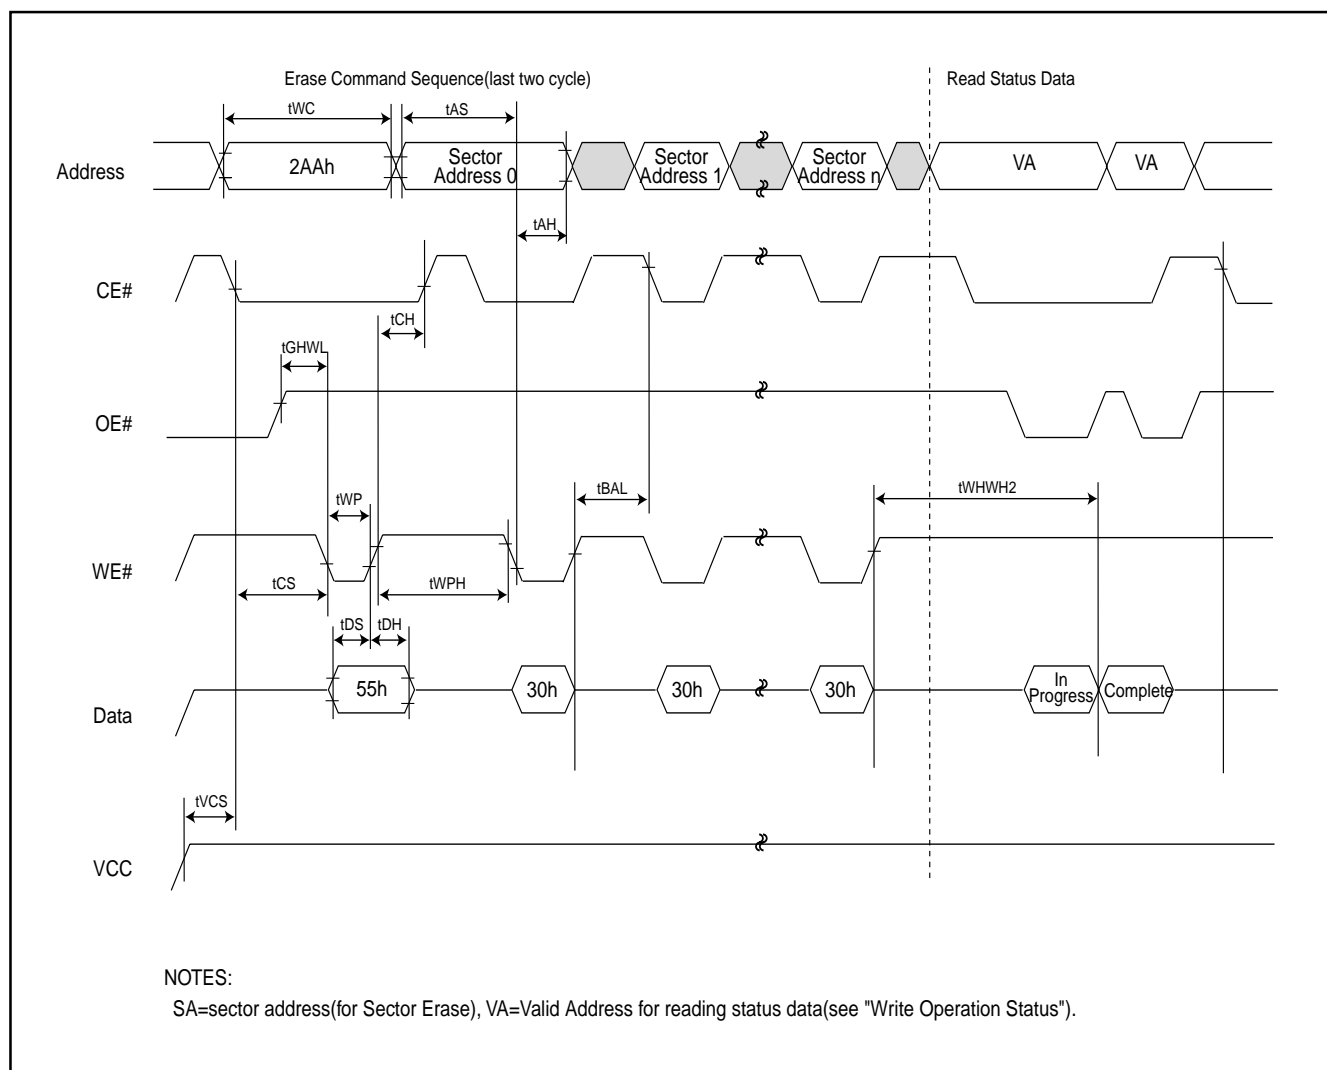 Erase Command Sequence(last two cycle)
Read Status Data
tWC
tAS
Address
2AAh
Sector
Address 0
Sector
Address 1
Sector
Address n
VA
VA
tAH
CE#
tCH
tGHWL
OE#
tWP
tBAL
tWHWH2
WE#
tCS
tWPH
tDS
tDH
Data
55h
30h
30h
30h
In
Progress
Complete
tVCS
VCC
NOTES:
SA=sector address(for Sector Erase), VA=Valid Address for reading status data(see "Write Operation Status").